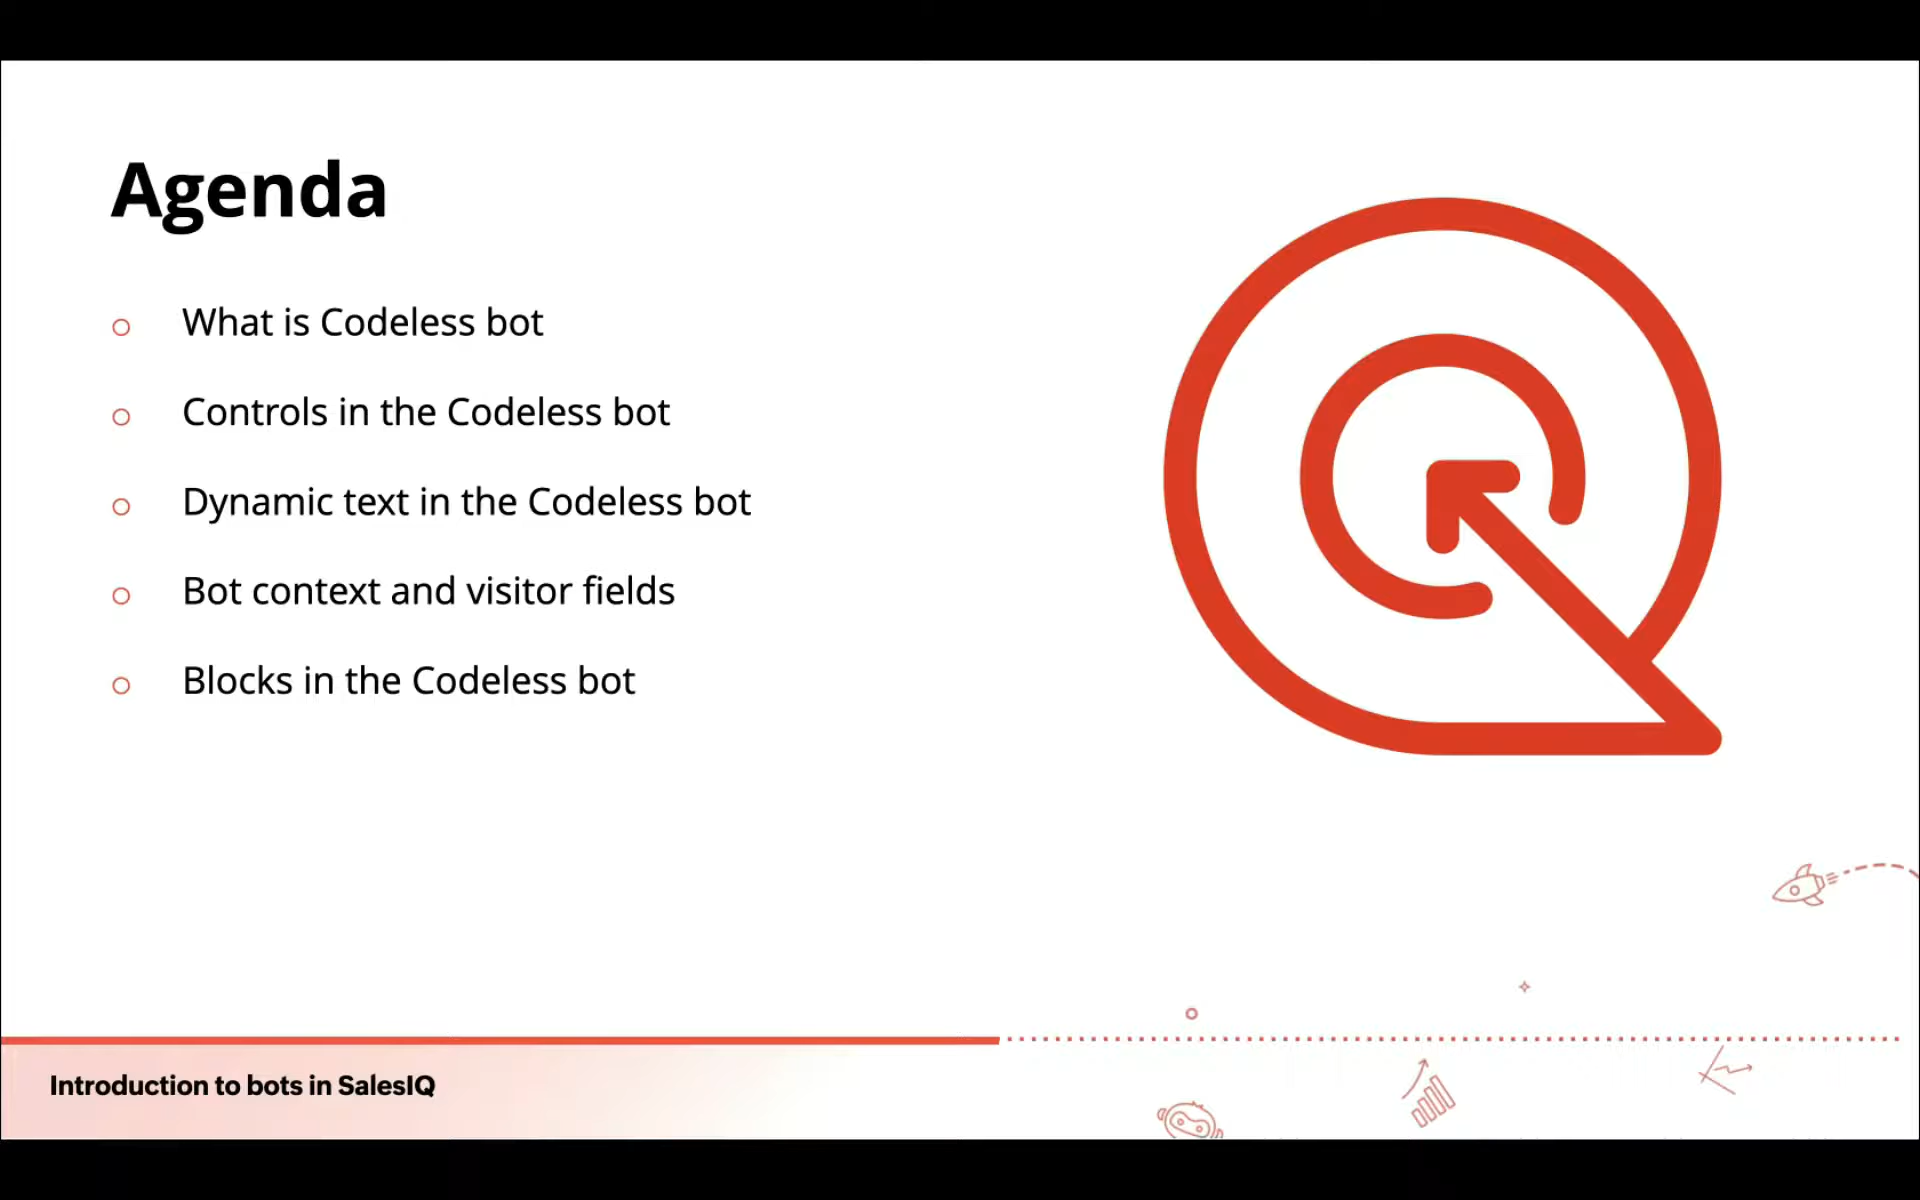 Agenda
What is Codeless bot
Controls in the Codeless bot
Dynamic text in the Codeless bot
Bot context and visitor fields
Blocks in the Codeless bot
Introduction to bots in SalesIQ